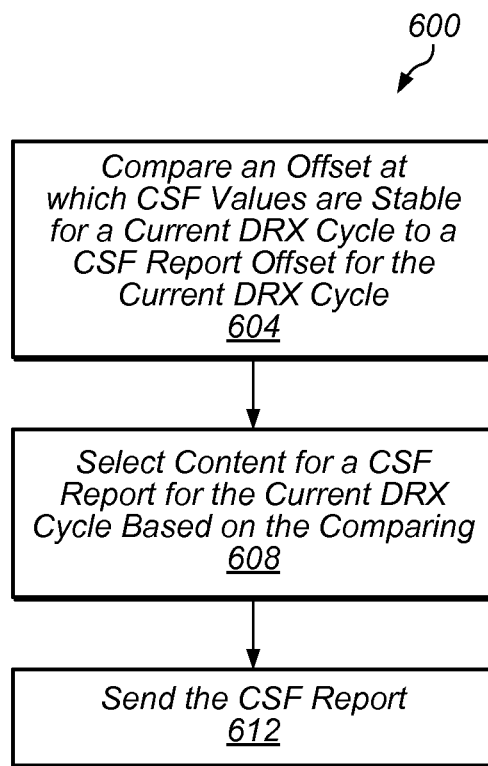 600
Compare an Offset at
which CSF Values are Stable
for a Current DRX Cycle to a
CSF Report Offset for the
Current DRX Cycle
604
Select Content for a CSF
Report for the Current DRX
Cycle Based on the Comparing
608
Send the CSF Report
612